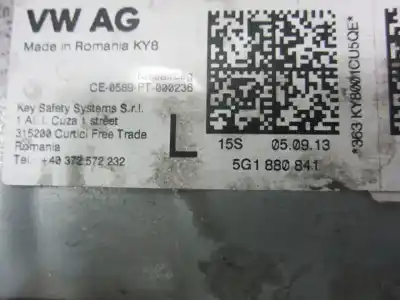 VW AG
Made in Romania KY8
CE-0589-PT-000236
Key Safety Systems S.r.l.
1 A.I. Cuza 1 street
315200 Curtici Free Trade
Romania
Tel. +40 372 572 232
L
15S 05.09.13
5G1 880 841